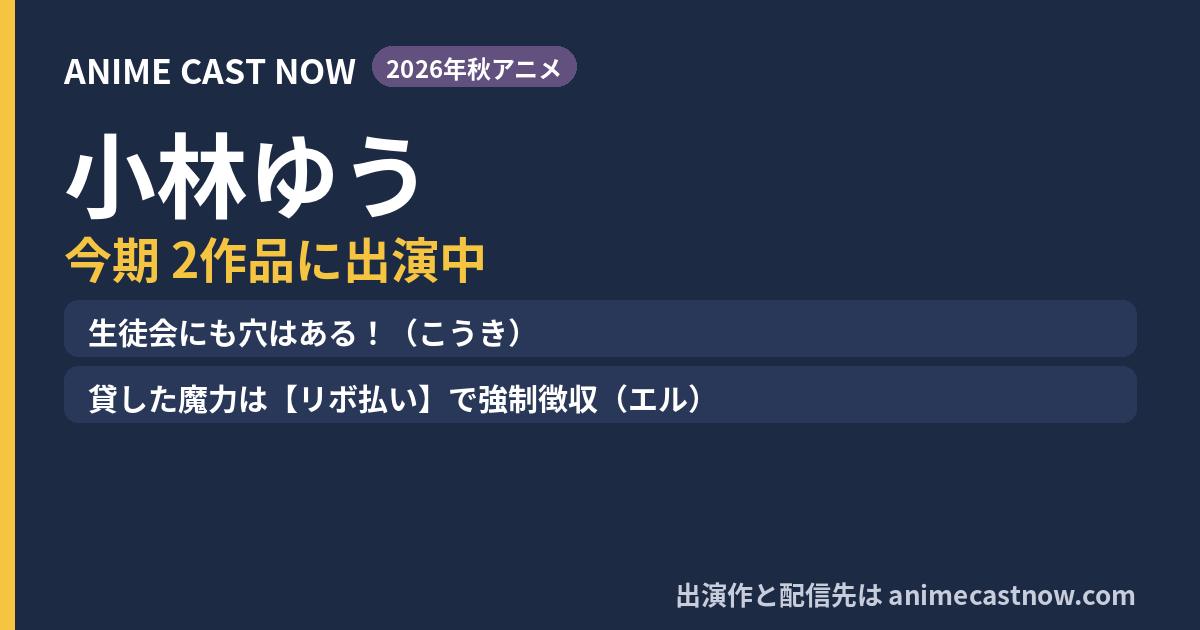 ANIME CAST NOW 2026年秋アニメ
小林ゆう
今期 2作品に出演中
生徒会にも穴はある！（こうき）
貸した魔力は【リボ払い】で強制徴収（エル）
出演作と配信先は animecastnow.com